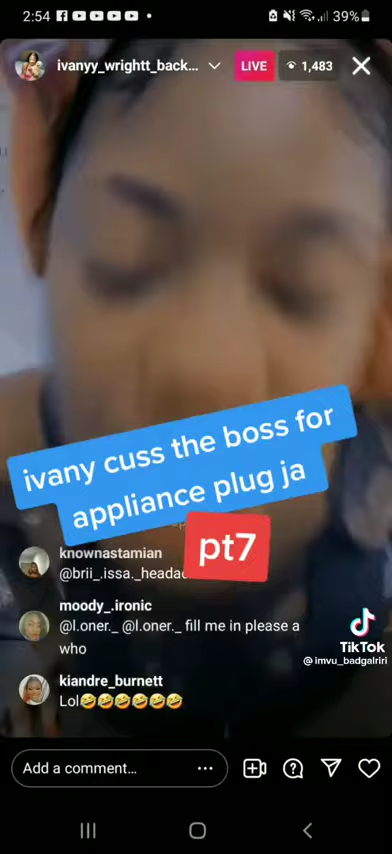 2:54
39%
ivanyy_wrightt_back...
LIVE
1,483
ivany cuss the boss for
appliance plug ja
pt7
knownastamian
@brii_.issa._headac
moody_.ironic
@l.oner._ @l.oner._ fill me in please a
who
kiandre_burnett
Lol🤣🤣🤣🤣🤣🤣
TikTok
@imvu_badgalriri
Add a comment...